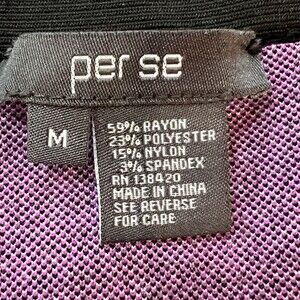 per se
M
59% RAYON
23% POLYESTER
15% NYLON
3% SPANDEX
RN 138420
MADE IN CHINA
SEE REVERSE
FOR CARE